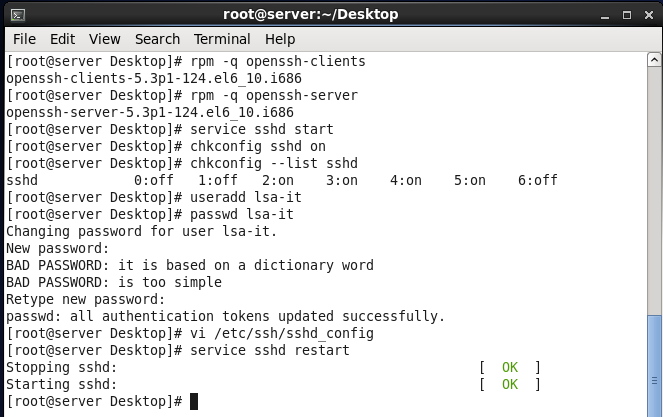 root@server:~/Desktop
File Edit View Search Terminal Help
[root@server Desktop]# rpm -q openssh-clients
openssh-clients-5.3p1-124.el6_10.i686
[root@server Desktop]# rpm -q openssh-server
openssh-server-5.3p1-124.el6_10.i686
[root@server Desktop]# service sshd start
[root@server Desktop]# chkconfig sshd on
[root@server Desktop]# chkconfig --list sshd
sshd           0:off   1:off   2:on    3:on    4:on    5:on    6:off
[root@server Desktop]# useradd lsa-it
[root@server Desktop]# passwd lsa-it
Changing password for user lsa-it.
New password:
BAD PASSWORD: it is based on a dictionary word
BAD PASSWORD: is too simple
Retype new password:
passwd: all authentication tokens updated successfully.
[root@server Desktop]# vi /etc/ssh/sshd_config
[root@server Desktop]# service sshd restart
Stopping sshd:                                             [  OK  ]
Starting sshd:                                             [  OK  ]
[root@server Desktop]#